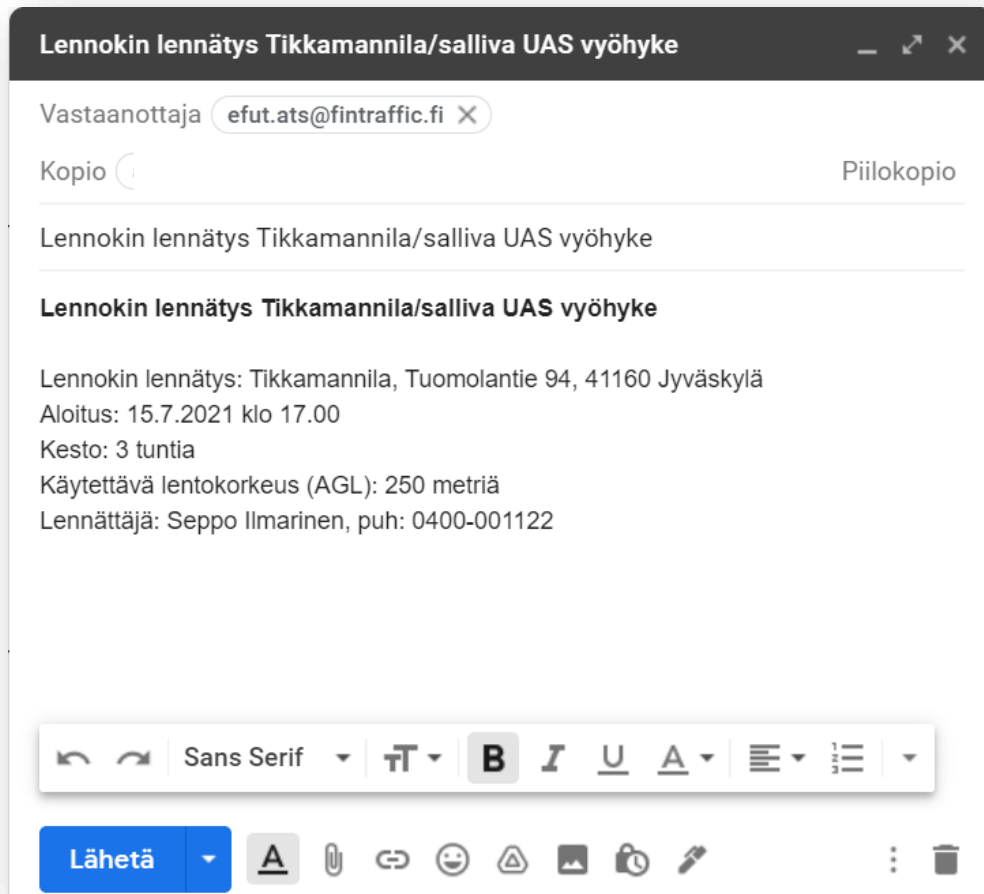 Lennokin lennätys Tikkamannila/salliva UAS vyöhyke
Vastaanottaja efut.ats@fintraffic.fi
Kopio Piilokopio
Lennokin lennätys Tikkamannila/salliva UAS vyöhyke
Lennokin lennätys Tikkamannila/salliva UAS vyöhyke
Lennokin lennätys: Tikkamannila, Tuomolantie 94, 41160 Jyväskylä
Aloitus: 15.7.2021 klo 17.00
Kesto: 3 tuntia
Käytettävä lentokorkeus (AGL): 250 metriä
Lennättäjä: Seppo Ilmarinen, puh: 0400-001122
Sans Serif
Lähetä